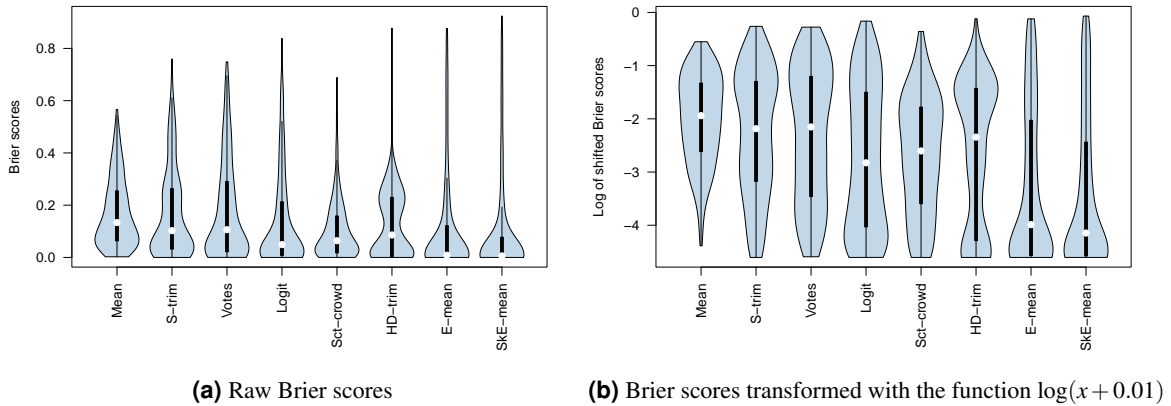 Brier scores
0.8
0.6
0.4
0.2
0.0
Mean
S−trim
Votes
Logit
Sct−crowd
HD−trim
E−mean
SkE−mean
(a) Raw Brier scores
Log of shifted Brier scores
0
−1
−2
−3
−4
Mean
S−trim
Votes
Logit
Sct−crowd
HD−trim
E−mean
SkE−mean
(b) Brier scores transformed with the function log(x+0.01)